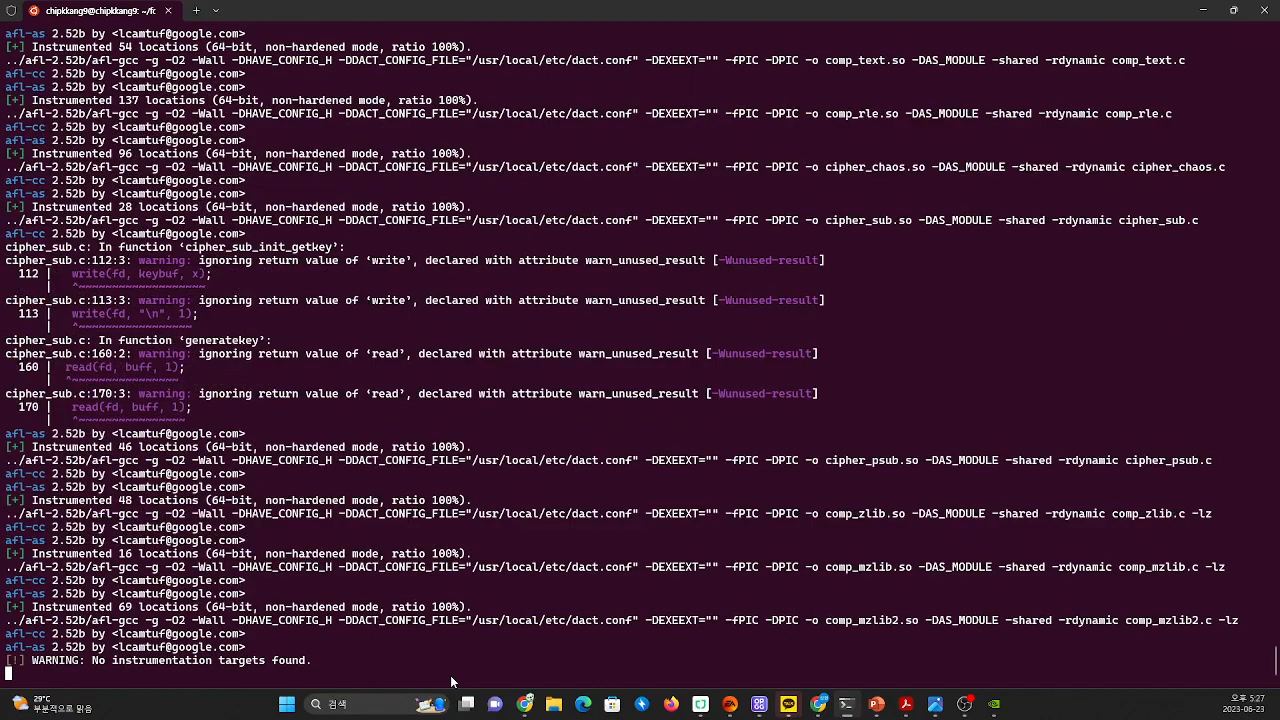 chipkkang9@chipkkang9: ~/fc
afl-as 2.52b by <lcamtuf@google.com>
[+] Instrumented 54 locations (64-bit, non-hardened mode, ratio 100%).
../afl-2.52b/afl-gcc -g -O2 -Wall -DHAVE_CONFIG_H -DDACT_CONFIG_FILE="/usr/local/etc/dact.conf" -DEXEEXT="" -fPIC -DPIC -o comp_text.so -DAS_MODULE -shared -rdynamic comp_text.c
afl-cc 2.52b by <lcamtuf@google.com>
afl-as 2.52b by <lcamtuf@google.com>
[+] Instrumented 137 locations (64-bit, non-hardened mode, ratio 100%).
../afl-2.52b/afl-gcc -g -O2 -Wall -DHAVE_CONFIG_H -DDACT_CONFIG_FILE="/usr/local/etc/dact.conf" -DEXEEXT="" -fPIC -DPIC -o comp_rle.so -DAS_MODULE -shared -rdynamic comp_rle.c
afl-cc 2.52b by <lcamtuf@google.com>
afl-as 2.52b by <lcamtuf@google.com>
[+] Instrumented 96 locations (64-bit, non-hardened mode, ratio 100%).
../afl-2.52b/afl-gcc -g -O2 -Wall -DHAVE_CONFIG_H -DDACT_CONFIG_FILE="/usr/local/etc/dact.conf" -DEXEEXT="" -fPIC -DPIC -o cipher_chaos.so -DAS_MODULE -shared -rdynamic cipher_chaos.c
afl-cc 2.52b by <lcamtuf@google.com>
afl-as 2.52b by <lcamtuf@google.com>
[+] Instrumented 28 locations (64-bit, non-hardened mode, ratio 100%).
../afl-2.52b/afl-gcc -g -O2 -Wall -DHAVE_CONFIG_H -DDACT_CONFIG_FILE="/usr/local/etc/dact.conf" -DEXEEXT="" -fPIC -DPIC -o cipher_sub.so -DAS_MODULE -shared -rdynamic cipher_sub.c
afl-cc 2.52b by <lcamtuf@google.com>
cipher_sub.c: In function ‘cipher_sub_init_getkey’:
cipher_sub.c:112:3: warning: ignoring return value of ‘write’, declared with attribute warn_unused_result [-Wunused-result]
112 | write(fd, keybuf, x);
| ^~~~~~~~~~~~~~~~~~~~
cipher_sub.c:113:3: warning: ignoring return value of ‘write’, declared with attribute warn_unused_result [-Wunused-result]
113 | write(fd, "\n", 1);
| ^~~~~~~~~~~~~~~~~~
cipher_sub.c: In function ‘generatekey’:
cipher_sub.c:160:2: warning: ignoring return value of ‘read’, declared with attribute warn_unused_result [-Wunused-result]
160 | read(fd, buff, 1);
| ^~~~~~~~~~~~~~~~~
cipher_sub.c:170:3: warning: ignoring return value of ‘read’, declared with attribute warn_unused_result [-Wunused-result]
170 | read(fd, buff, 1);
| ^~~~~~~~~~~~~~~~~
afl-as 2.52b by <lcamtuf@google.com>
[+] Instrumented 46 locations (64-bit, non-hardened mode, ratio 100%).
../afl-2.52b/afl-gcc -g -O2 -Wall -DHAVE_CONFIG_H -DDACT_CONFIG_FILE="/usr/local/etc/dact.conf" -DEXEEXT="" -fPIC -DPIC -o cipher_psub.so -DAS_MODULE -shared -rdynamic cipher_psub.c
afl-cc 2.52b by <lcamtuf@google.com>
afl-as 2.52b by <lcamtuf@google.com>
[+] Instrumented 48 locations (64-bit, non-hardened mode, ratio 100%).
../afl-2.52b/afl-gcc -g -O2 -Wall -DHAVE_CONFIG_H -DDACT_CONFIG_FILE="/usr/local/etc/dact.conf" -DEXEEXT="" -fPIC -DPIC -o comp_zlib.so -DAS_MODULE -shared -rdynamic comp_zlib.c -lz
afl-cc 2.52b by <lcamtuf@google.com>
afl-as 2.52b by <lcamtuf@google.com>
[+] Instrumented 16 locations (64-bit, non-hardened mode, ratio 100%).
../afl-2.52b/afl-gcc -g -O2 -Wall -DHAVE_CONFIG_H -DDACT_CONFIG_FILE="/usr/local/etc/dact.conf" -DEXEEXT="" -fPIC -DPIC -o comp_mzlib.so -DAS_MODULE -shared -rdynamic comp_mzlib.c -lz
afl-cc 2.52b by <lcamtuf@google.com>
afl-as 2.52b by <lcamtuf@google.com>
[+] Instrumented 69 locations (64-bit, non-hardened mode, ratio 100%).
../afl-2.52b/afl-gcc -g -O2 -Wall -DHAVE_CONFIG_H -DDACT_CONFIG_FILE="/usr/local/etc/dact.conf" -DEXEEXT="" -fPIC -DPIC -o comp_mzlib2.so -DAS_MODULE -shared -rdynamic comp_mzlib2.c -lz
afl-cc 2.52b by <lcamtuf@google.com>
afl-as 2.52b by <lcamtuf@google.com>
[!] WARNING: No instrumentation targets found.
29°C
부분적으로 맑음
검색
TALK
오후 5:27
2023-06-23